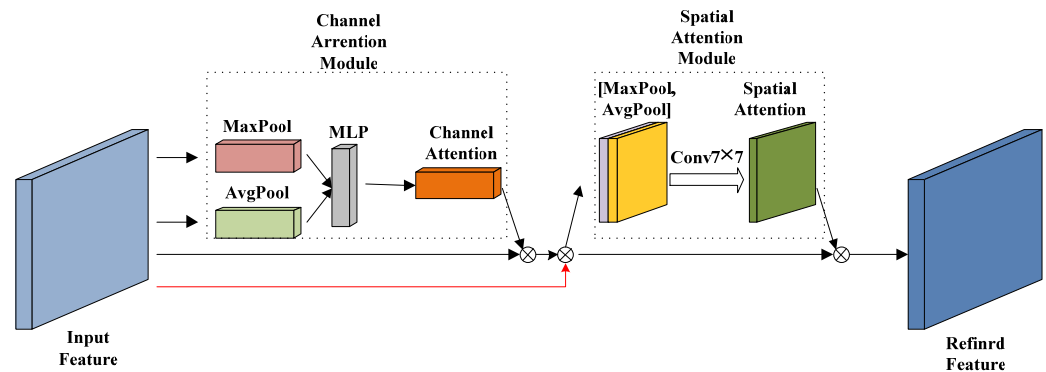 Channel
Arrention
Module
Spatial
Attention
Module
MaxPool
AvgPool
MLP
Channel
Attention
[MaxPool,
AvgPool]
Conv7×7
Spatial
Attention
Input
Feature
Refinrd
Feature